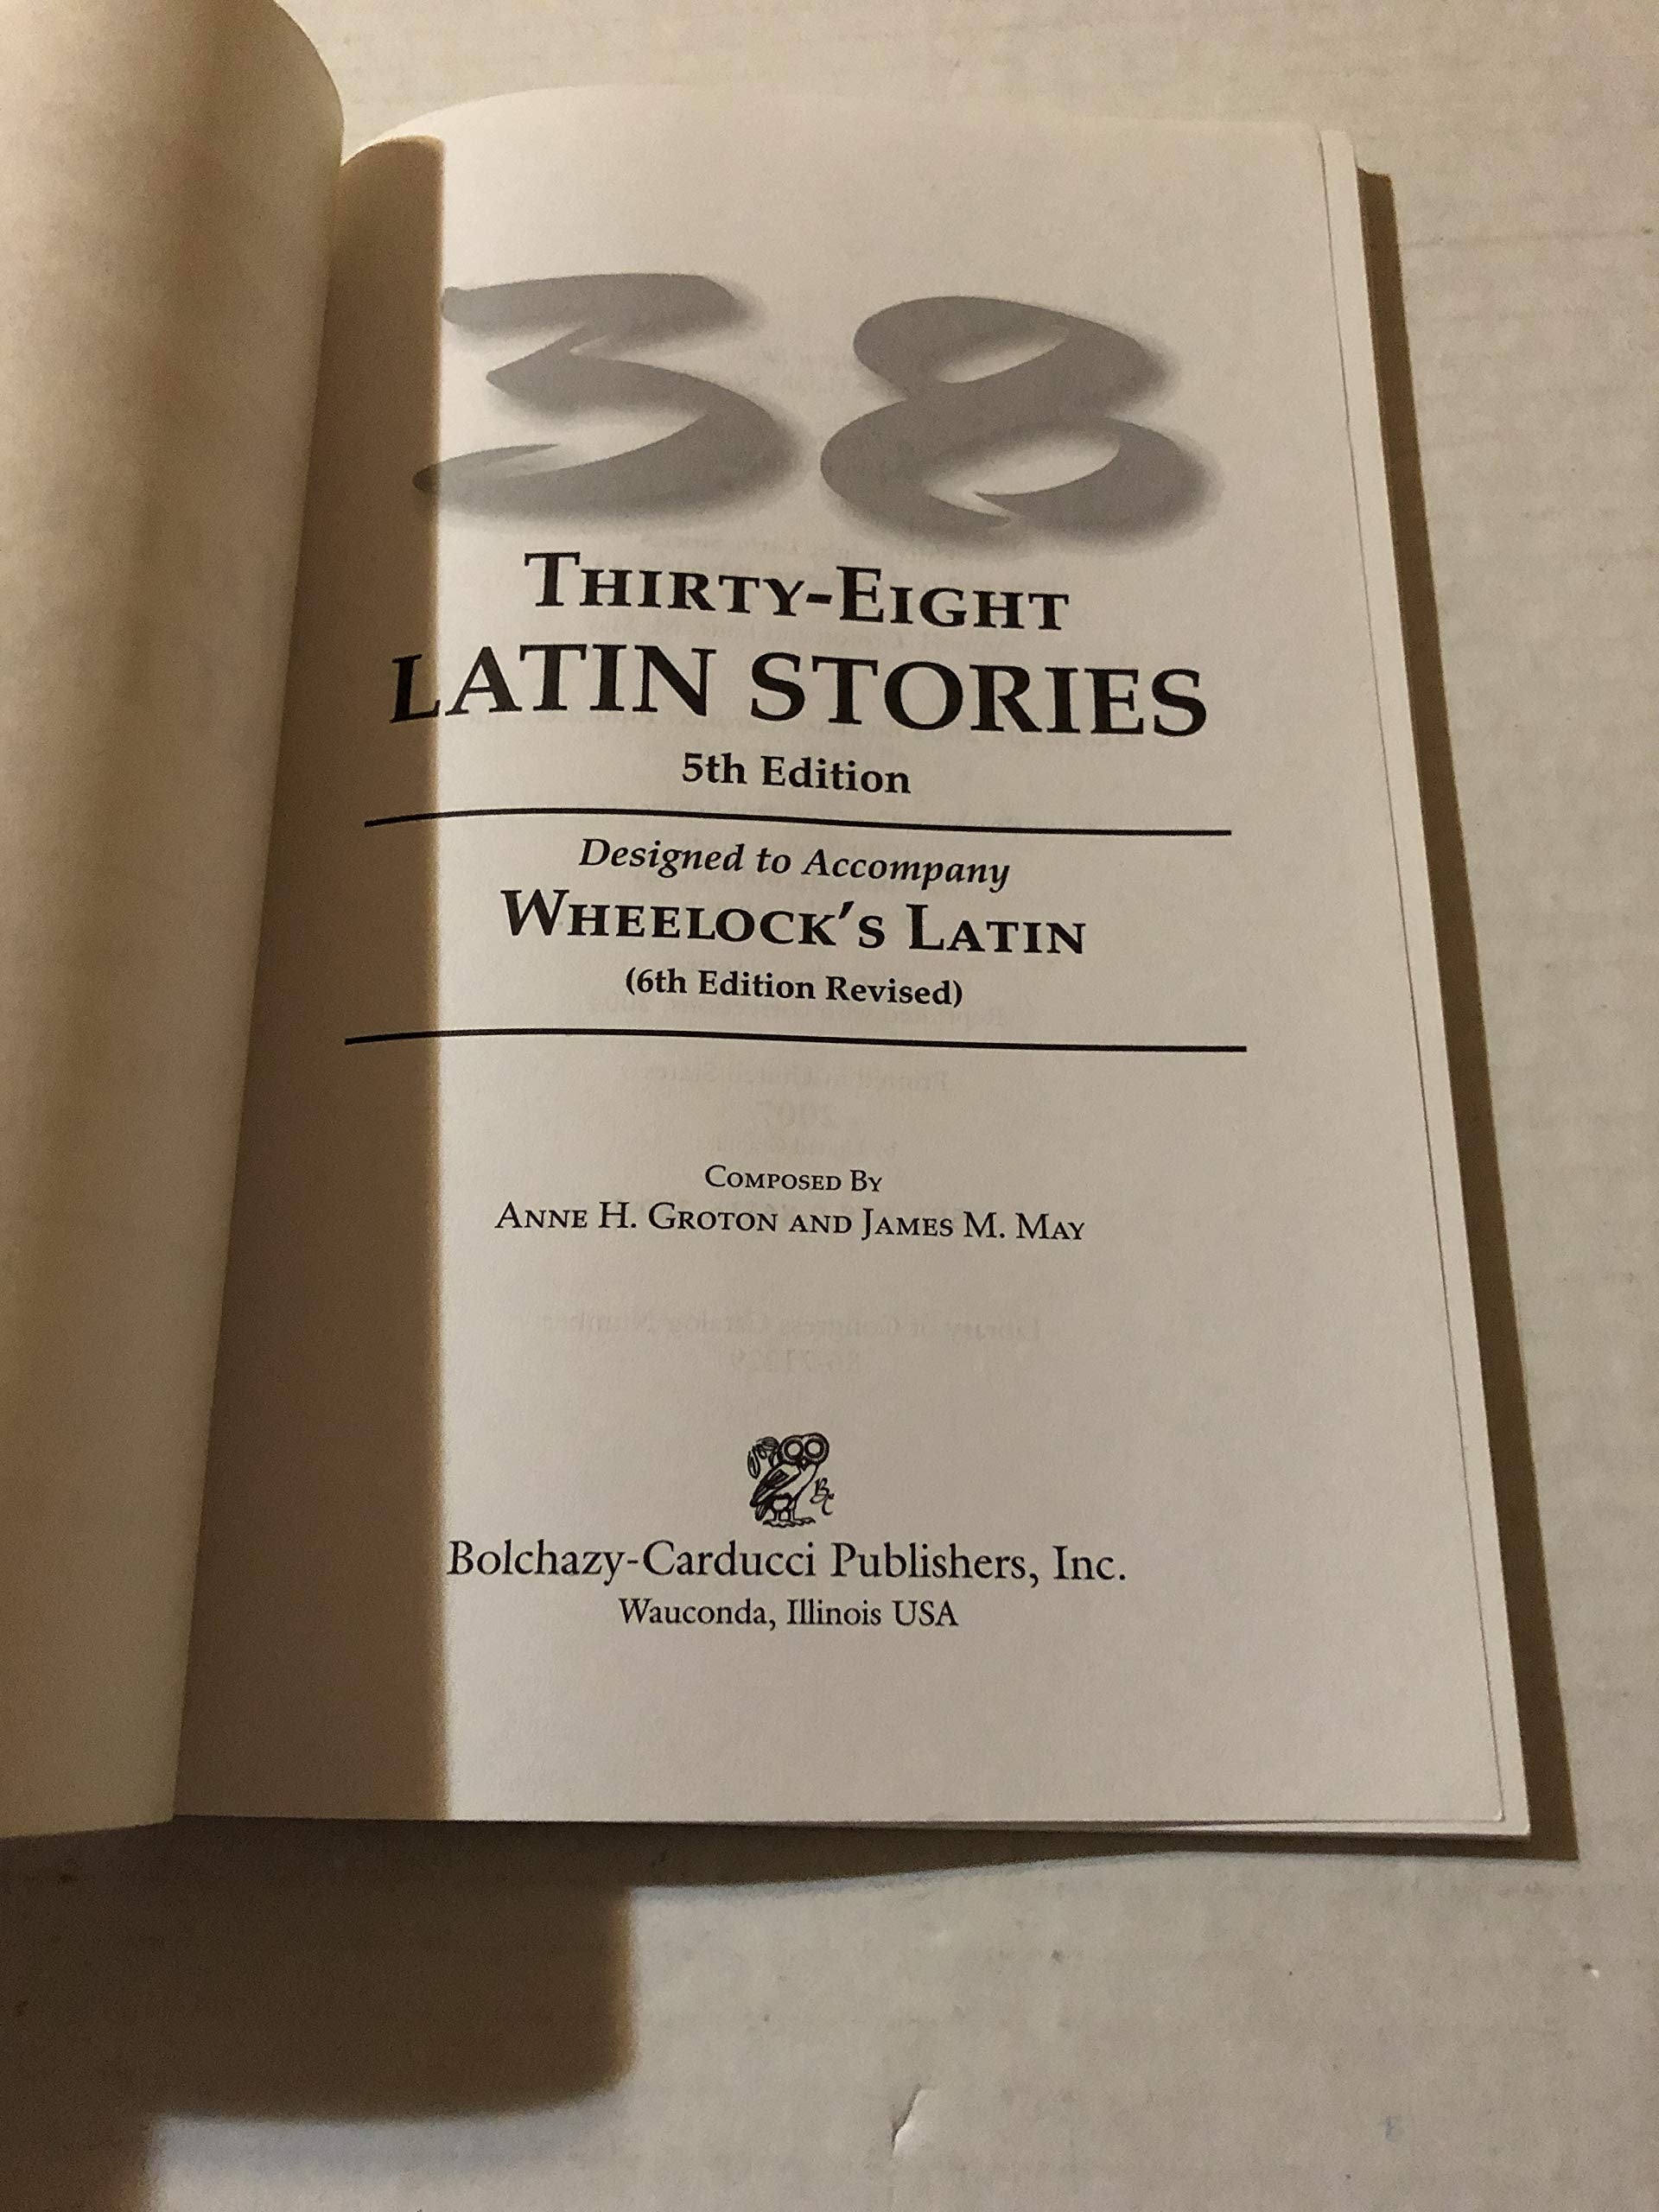 38
THIRTY-EIGHT
LATIN STORIES
5th Edition
Designed to Accompany
WHEELOCK'S LATIN
(6th Edition Revised)
COMPOSED BY
ANNE H. GROTON AND JAMES M. MAY
BC
Bolchazy-Carducci Publishers, Inc.
Wauconda, Illinois USA